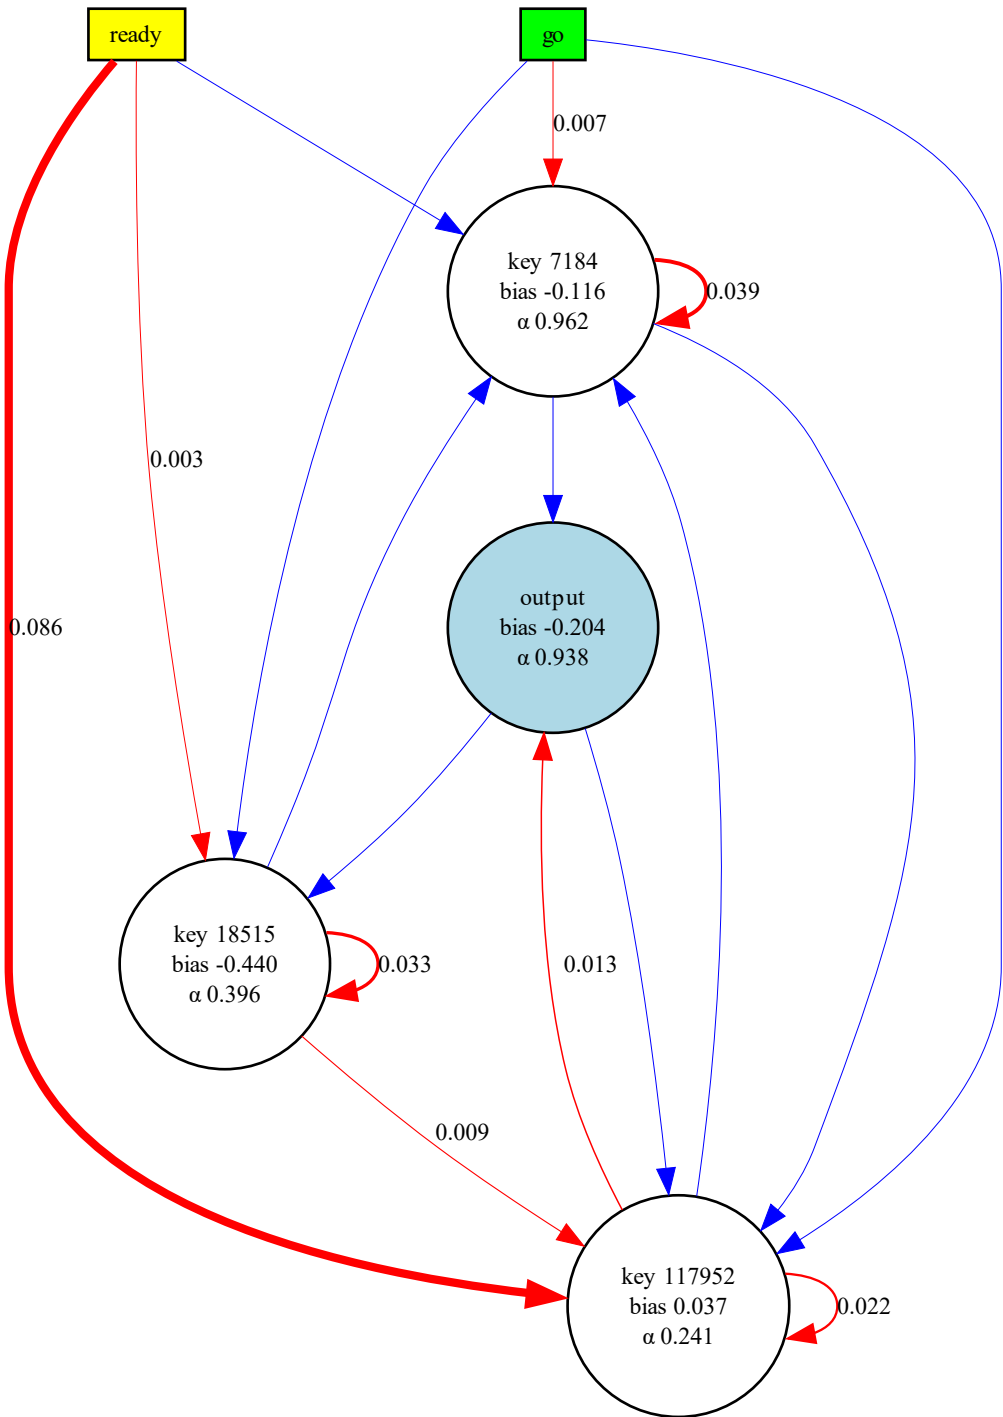 ready
go
0.007
key 7184
bias -0.116
α 0.962
0.039
0.003
output
bias -0.204
α 0.938
0.086
key 18515
bias -0.440
α 0.396
0.033
0.013
0.009
key 117952
bias 0.037
α 0.241
0.022